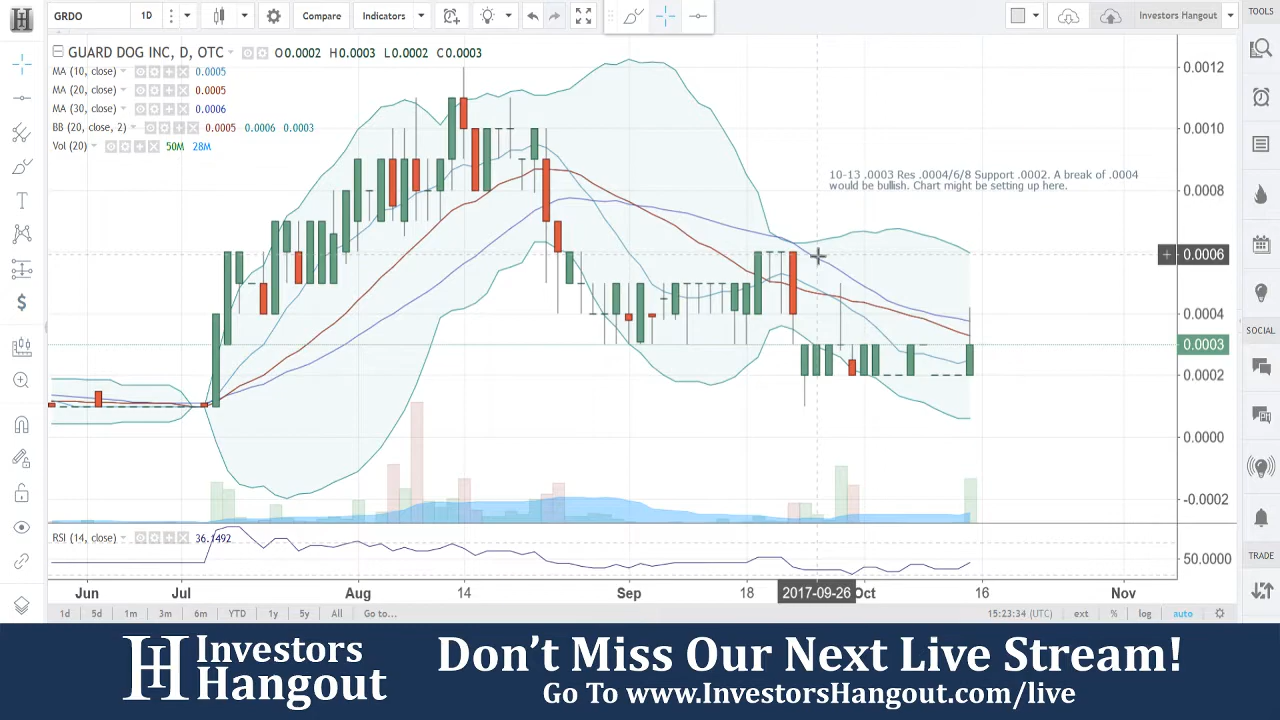 GRDO 1D Compare Indicators Investors Hangout TOOLS
GUARD DOG INC, D, OTC O0.0002 H0.0003 L0.0002 C0.0003
MA (10, close) 0.0005
MA (20, close) 0.0005
MA (30, close) 0.0006
BB (20, close, 2) 0.0005 0.0006 0.0003
Vol (20) 50M 28M
0.0012
0.0010
10-13 .0003 Res .0004/6/8 Support .0002. A break of .0004
would be bullish. Chart might be setting up here.
0.0008
0.0006
0.0004
SOCIAL
0.0003
0.0002
0.0000
-0.0002
RSI (14, close) 36.1492
50.0000
TRADE
Jun Jul Aug 14 Sep 18 2017-09-26 Oct 16 Nov
1d 5d 1m 3m 6m YTD 1y 5y All Go to... 15:23:34 (UTC) ext % log auto
H Investors
Hangout
Don't Miss Our Next Live Stream!
Go To www.InvestorsHangout.com/live